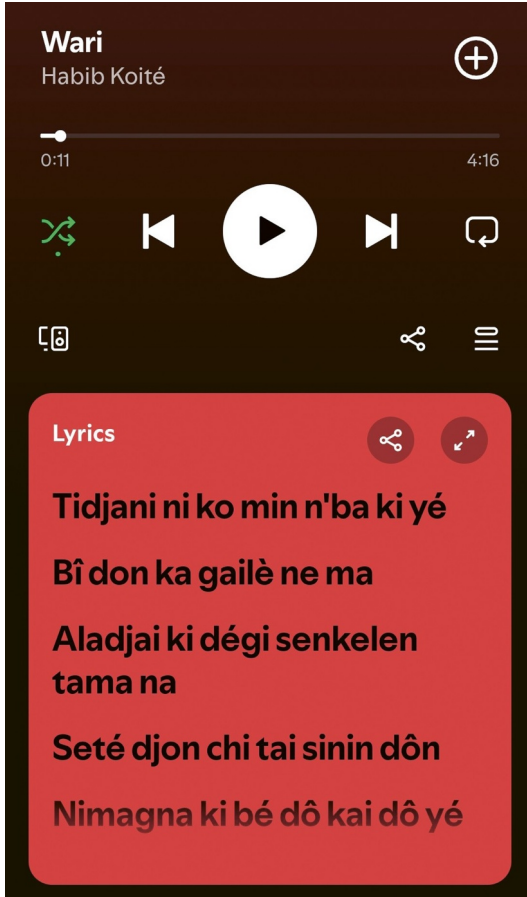 Wari
Habib Koité
0:11
4:16
Lyrics
Tidjani ni ko min n'ba ki yé
Bî don ka gailè ne ma
Aladjai ki dégi senkelen
tama na
Seté djon chi tai sinin dôn
Nimagna ki bé dô kai dô yé